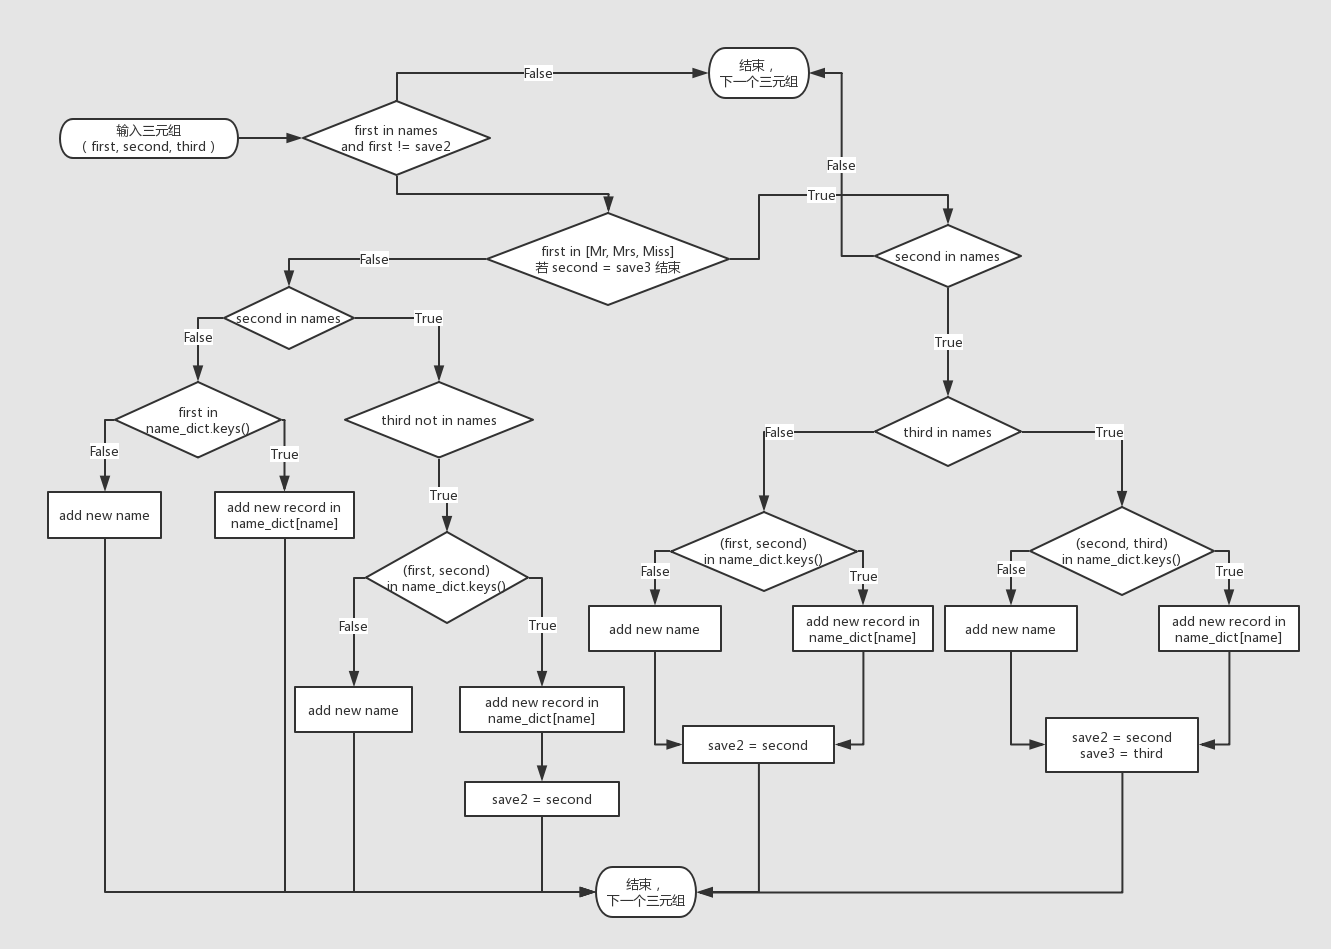 False
结束，
下一个三元组
输入三元组
( first, second, third )
first in names
and first != save2
False
True
first in [Mr, Mrs, Miss]
若 second = save3 结束
second in names
False
second in names
True
False
True
first in
name_dict.keys()
third not in names
third in names
False
True
False
True
True
add new name
add new record in
name_dict[name]
(first, second)
in name_dict.keys()
(second, third)
in name_dict.keys()
(first, second)
in name_dict.keys()
False
True
False
True
False
True
add new name
add new record in
name_dict[name]
add new name
add new record in
name_dict[name]
add new name
add new record in
name_dict[name]
save2 = second
save2 = second
save3 = third
save2 = second
结束，
下一个三元组